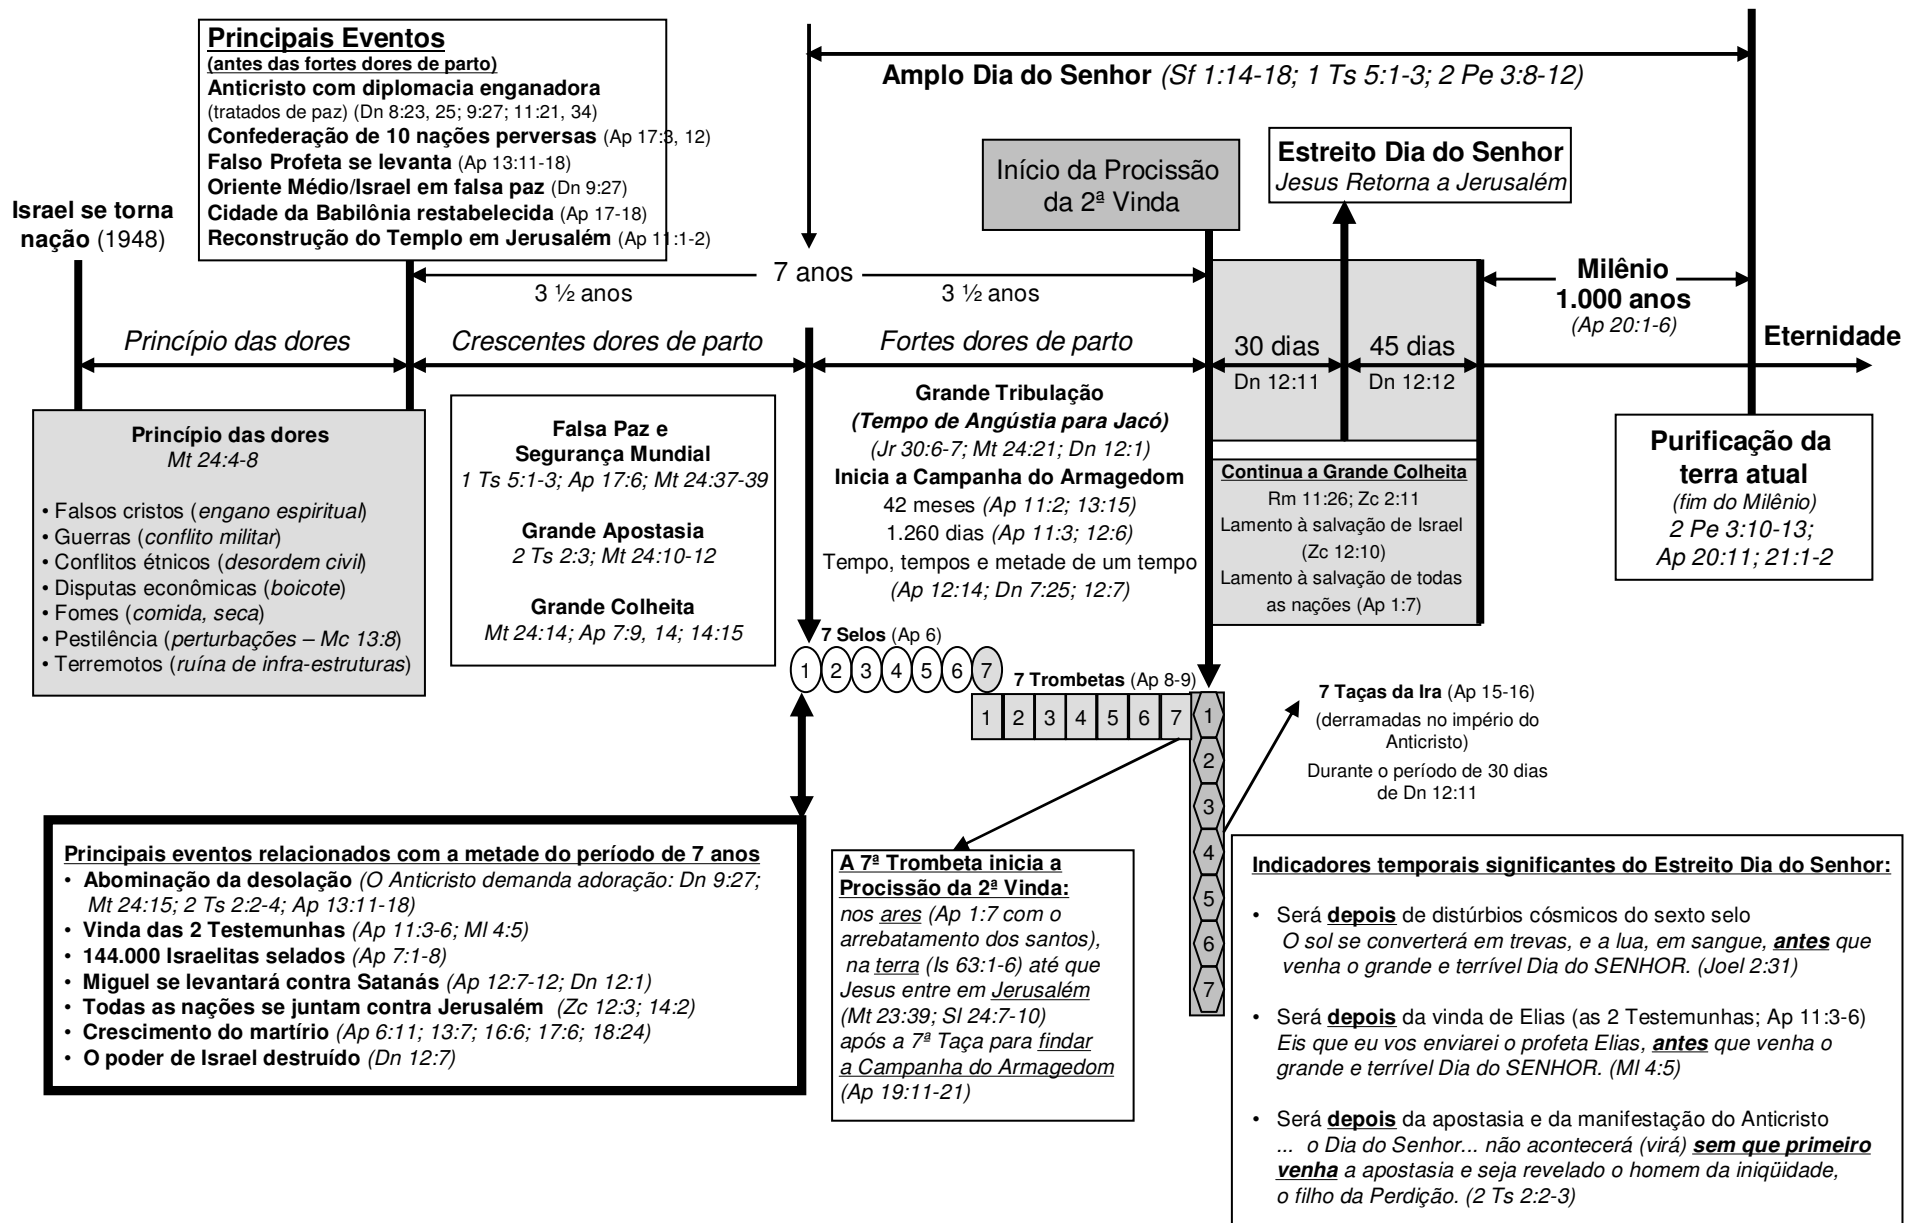 Principais Eventos
(antes das fortes dores de parto)
Anticristo com diplomacia enganadora
(tratados de paz) (Dn 8:23, 25; 9:27; 11:21, 34)
Confederação de 10 nações perversas (Ap 17:3, 12)
Falso Profeta se levanta (Ap 13:11-18)
Oriente Médio/Israel em falsa paz (Dn 9:27)
Cidade da Babilônia restabelecida (Ap 17-18)
Reconstrução do Templo em Jerusalém (Ap 11:1-2)
Amplo Dia do Senhor (Sf 1:14-18; 1 Ts 5:1-3; 2 Pe 3:8-12)
Início da Procissão
da 2ª Vinda
Estreito Dia do Senhor
Jesus Retorna a Jerusalém
Israel se torna
nação (1948)
7 anos
3 ½ anos
3 ½ anos
Milênio
1.000 anos
(Ap 20:1-6)
Eternidade
Princípio das dores
Crescentes dores de parto
Fortes dores de parto
30 dias
Dn 12:11
45 dias
Dn 12:12
Princípio das dores
Mt 24:4-8
• Falsos cristos (engano espiritual)
• Guerras (conflito militar)
• Conflitos étnicos (desordem civil)
• Disputas econômicas (boicote)
• Fomes (comida, seca)
• Pestilência (perturbações – Mc 13:8)
• Terremotos (ruína de infra-estruturas)
Falsa Paz e
Segurança Mundial
1 Ts 5:1-3; Ap 17:6; Mt 24:37-39
Grande Apostasia
2 Ts 2:3; Mt 24:10-12
Grande Colheita
Mt 24:14; Ap 7:9, 14; 14:15
Grande Tribulação
(Tempo de Angústia para Jacó)
(Jr 30:6-7; Mt 24:21; Dn 12:1)
Inicia a Campanha do Armagedom
42 meses (Ap 11:2; 13:15)
1.260 dias (Ap 11:3; 12:6)
Tempo, tempos e metade de um tempo
(Ap 12:14; Dn 7:25; 12:7)
Continua a Grande Colheita
Rm 11:26; Zc 2:11
Lamento à salvação de Israel
(Zc 12:10)
Lamento à salvação de todas
as nações (Ap 1:7)
Purificação da
terra atual
(fim do Milênio)
2 Pe 3:10-13;
Ap 20:11; 21:1-2
7 Selos (Ap 6)
1 2 3 4 5 6 7
7 Trombetas (Ap 8-9)
1 2 3 4 5 6 7
1
2
3
4
5
6
7
7 Taças da Ira (Ap 15-16)
(derramadas no império do
Anticristo)
Durante o período de 30 dias
de Dn 12:11
Principais eventos relacionados com a metade do período de 7 anos
• Abominação da desolação (O Anticristo demanda adoração: Dn 9:27;
Mt 24:15; 2 Ts 2:2-4; Ap 13:11-18)
• Vinda das 2 Testemunhas (Ap 11:3-6; Ml 4:5)
• 144.000 Israelitas selados (Ap 7:1-8)
• Miguel se levantará contra Satanás (Ap 12:7-12; Dn 12:1)
• Todas as nações se juntam contra Jerusalém (Zc 12:3; 14:2)
• Crescimento do martírio (Ap 6:11; 13:7; 16:6; 17:6; 18:24)
• O poder de Israel destruído (Dn 12:7)
A 7ª Trombeta inicia a
Procissão da 2ª Vinda:
nos ares (Ap 1:7 com o
arrebatamento dos santos),
na terra (Is 63:1-6) até que
Jesus entre em Jerusalém
(Mt 23:39; Sl 24:7-10)
após a 7ª Taça para findar
a Campanha do Armagedom
(Ap 19:11-21)
Indicadores temporais significantes do Estreito Dia do Senhor:
• Será depois de distúrbios cósmicos do sexto selo
O sol se converterá em trevas, e a lua, em sangue, antes que
venha o grande e terrível Dia do SENHOR. (Joel 2:31)
• Será depois da vinda de Elias (as 2 Testemunhas; Ap 11:3-6)
Eis que eu vos enviarei o profeta Elias, antes que venha o
grande e terrível Dia do SENHOR. (Ml 4:5)
• Será depois da apostasia e da manifestação do Anticristo
... o Dia do Senhor... não acontecerá (virá) sem que primeiro
venha a apostasia e seja revelado o homem da iniqüidade,
o filho da Perdição. (2 Ts 2:2-3)